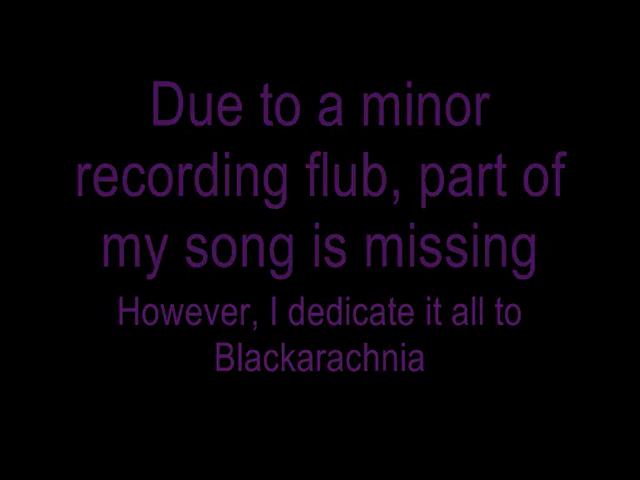 Due to a minor
recording flub, part of
my song is missing
However, I dedicate it all to
Blackarachnia